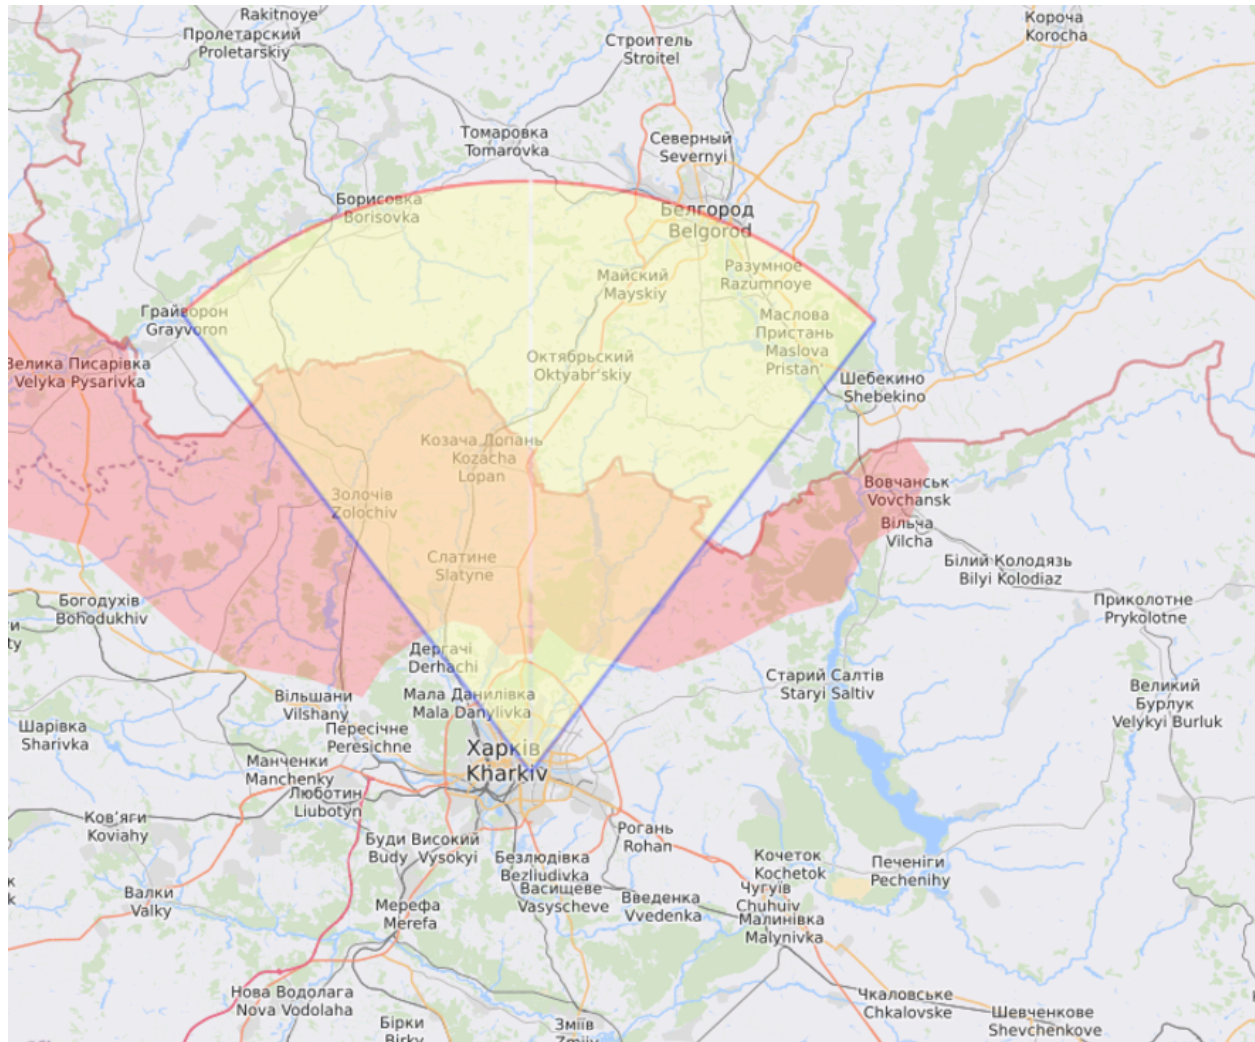 Rakitnoye
Пролетарский
Proletarskiy
Строитель
Stroitel
Короча
Korocha
Томаровка
Tomarovka
Северный
Severnyi
Борисовка
Borisovka
Белгород
Belgorod
Майский
Mayskiy
Разумное
Razumnoye
Грайворон
Grayvoron
Маслова
Пристань
Maslova
Pristan'
Велика Писарівка
Velyka Pysarivka
Октябрьский
Oktyabr'skiy
Шебекино
Shebekino
Козача Лопань
Kozacha
Lopan
Золочів
Zolochiv
Вовчанськ
Vovchansk
Вільча
Vilcha
Слатине
Slatyne
Білий Колодязь
Bilyi Kolodiaz
Богодухів
Bohodukhiv
Приколотне
Prykolotne
ty
Дергачі
Derhachi
Старий Салтів
Staryi Saltiv
Вільшани
Vilshany
Мала Данилівка
Mala Danylivka
Великий
Бурлук
Velykyi Burluk
Шарівка
Sharivka
Пересічне
Peresichne
Харків
Kharkiv
Манченки
Manchenky
Люботин
Liubotyn
Ков'яги
Koviahy
Рогань
Rohan
Буди
Budy
Високий
Vysokyi
Безлюдівка
Bezliudivka
Кочеток
Kochetok
Печеніги
Pechenihy
Валки
Valky
Васищеве
Vasyscheve
Введенка
Vvedenka
Чугуїв
Chuhuiv
Мерефа
Merefa
Малинівка
Malynivka
Нова Водолага
Nova Vodolaha
Чкаловське
Chkalovske
Шевченкове
Shevchenkove
Бірки
Birky
Зміїв
Zmiiv